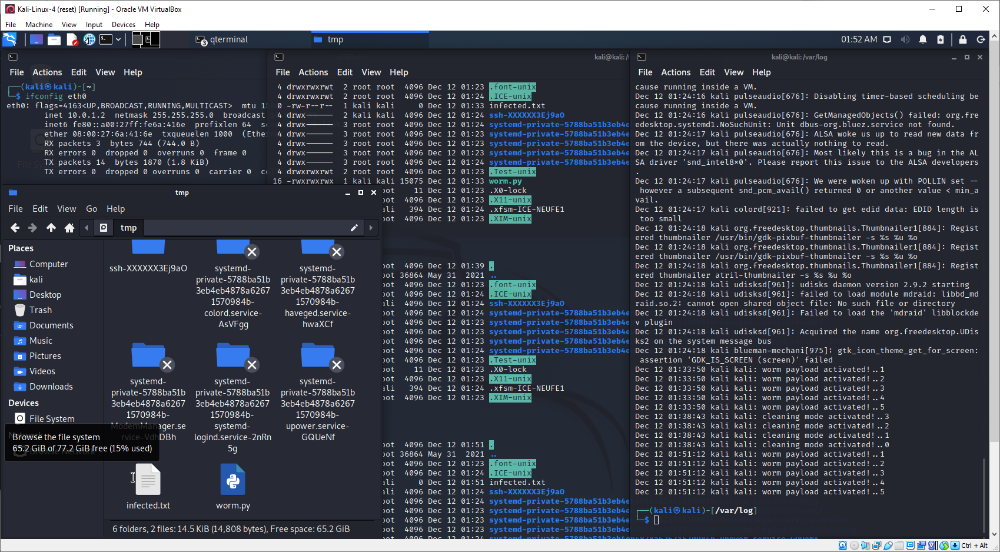 Kali-Linux-4 (reset) [Running] - Oracle VM VirtualBox
File Machine View Input Devices Help
qterminal
3
tmp
01:52 AM
File Actions Edit View Help
(kali㉿kali)-[~]
$ ifconfig eth0
eth0: flags=4163<UP,BROADCAST,RUNNING,MULTICAST> mtu
inet 10.0.1.2 netmask 255.255.255.0 broadcast
inet6 fe80::a00:27ff:fe6a:416e prefixlen 64
ether 08:00:27:6a:41:6e txqueuelen 1000
RX packets 3 bytes 744 (744.0 B)
RX errors 0 dropped 0 overruns 0 frame 0
TX packets 14 bytes 1870 (1.8 KiB)
TX errors 0 dropped 0 overruns 0 carrier 0
kali@kali:
File Actions Edit View Help
4 drwxrwxrwt 2 root root 4096 Dec 12 01:23 .font-unix
4 drwxrwxrwt 2 root root 4096 Dec 12 01:23 .ICE-unix
0 -rw-r--r-- 1 kali kali 0 Dec 12 01:33 infected.txt
4 drwx------ 2 kali kali 4096 Dec 12 01:24 ssh-XXXXXX3Ej9aO
4 drwx------ 3 root root 4096 Dec 12 01:24 systemd-private-5788ba51b3eb4e
4 drwx------ 3 root root 4096 Dec 12 01:23 systemd-private-5788ba51b3eb4e
4 drwx------ 3 root root 4096 Dec 12 01:23 systemd-private-5788ba51b3eb4e
4 drwx------ 3 root root 4096 Dec 12 01:23 systemd-private-5788ba51b3eb4e
4 drwx------ 3 root root 4096 Dec 12 01:24 systemd-private-5788ba51b3eb4e
4 drwxrwxrwt 2 root root 4096 Dec 12 01:23 .Test-unix
16 -rwxrwxrwx 1 kali kali 15075 Dec 12 01:33 worm.py
oot 11 Dec 12 01:23 .X0-lock
oot 4096 Dec 12 01:23 .X11-unix
ali 394 Dec 12 01:24 .xfsm-ICE-NEUFE1
oot 4096 Dec 12 01:23 .XIM-unix
oot 4096 Dec 12 01:39 .
oot 36864 May 31 2021 ..
oot 4096 Dec 12 01:23 .font-unix
oot 4096 Dec 12 01:24 .ICE-unix
ali 4096 Dec 12 01:24 ssh-XXXXXX3Ej9aO
oot 4096 Dec 12 01:24 systemd-private-5788ba51b3eb4e
oot 4096 Dec 12 01:23 systemd-private-5788ba51b3eb4e
oot 4096 Dec 12 01:23 systemd-private-5788ba51b3eb4e
oot 4096 Dec 12 01:23 systemd-private-5788ba51b3eb4e
oot 4096 Dec 12 01:24 systemd-private-5788ba51b3eb4e
oot 4096 Dec 12 01:23 .Test-unix
oot 11 Dec 12 01:23 .X0-lock
oot 4096 Dec 12 01:23 .X11-unix
ali 394 Dec 12 01:24 .xfsm-ICE-NEUFE1
oot 4096 Dec 12 01:23 .XIM-unix
oot 4096 Dec 12 01:51 .
oot 36864 May 31 2021 ..
oot 4096 Dec 12 01:23 .font-unix
oot 4096 Dec 12 01:24 .ICE-unix
ali 0 Dec 12 01:51 infected.txt
ali 4096 Dec 12 01:24 ssh-XXXXXX3Ej9aO
oot 4096 Dec 12 01:24 systemd-private-5788ba51b3eb4e
oot 4096 Dec 12 01:23 systemd-private-5788ba51b3eb4e
oot 4096 Dec 12 01:23 systemd-private-5788ba51b3eb4e
oot 4096 Dec 12 01:23 systemd-private-5788ba51b3eb4e
kali@kali: /var/log
File Actions Edit View Help
cause running inside a VM.
Dec 12 01:24:16 kali pulseaudio[676]: Disabling timer-based scheduling be
cause running inside a VM.
Dec 12 01:24:16 kali pulseaudio[676]: GetManagedObjects() failed: org.fre
edesktop.systemd1.NoSuchUnit: Unit dbus-org.bluez.service not found.
Dec 12 01:24:17 kali pulseaudio[676]: ALSA woke us up to read new data fr
om the device, but there was actually nothing to read.
Dec 12 01:24:17 kali pulseaudio[676]: Most likely this is a bug in the AL
SA driver 'snd_intel8×0'. Please report this issue to the ALSA developers
.
Dec 12 01:24:17 kali pulseaudio[676]: We were woken up with POLLIN set --
however a subsequent snd_pcm_avail() returned 0 or another value < min_a
vail.
Dec 12 01:24:17 kali colord[921]: failed to get edid data: EDID length is
too small
Dec 12 01:24:18 kali org.freedesktop.thumbnails.Thumbnailer1[884]: Regist
ered thumbnailer /usr/bin/gdk-pixbuf-thumbnailer -s %s %u %o
Dec 12 01:24:18 kali org.freedesktop.thumbnails.Thumbnailer1[884]: Regist
ered thumbnailer /usr/bin/gdk-pixbuf-thumbnailer -s %s %u %o
Dec 12 01:24:18 kali org.freedesktop.thumbnails.Thumbnailer1[884]: Regist
ered thumbnailer atril-thumbnailer -s %s %u %o
Dec 12 01:24:18 kali udisksd[961]: udisks daemon version 2.9.2 starting
Dec 12 01:24:18 kali udisksd[961]: failed to load module mdraid: libbd_md
raid.so.2: cannot open shared object file: No such file or directory
Dec 12 01:24:18 kali udisksd[961]: Failed to load the 'mdraid' libblockde
v plugin
Dec 12 01:24:18 kali udisksd[961]: Acquired the name org.freedesktop.UDis
ks2 on the system message bus
Dec 12 01:24:18 kali blueman-mechani[975]: gtk_icon_theme_get_for_screen:
assertion 'GDK_IS_SCREEN (screen)' failed
Dec 12 01:33:50 kali kali: worm payload activated!..1
Dec 12 01:33:50 kali kali: worm payload activated!..2
Dec 12 01:33:50 kali kali: worm payload activated!..3
Dec 12 01:33:50 kali kali: worm payload activated!..4
Dec 12 01:33:50 kali kali: worm payload activated!..5
Dec 12 01:38:43 kali kali: cleaning mode activated!..3
Dec 12 01:38:43 kali kali: cleaning mode activated!..2
Dec 12 01:38:43 kali kali: cleaning mode activated!..1
Dec 12 01:38:43 kali kali: cleaning mode activated!..0
Dec 12 01:51:12 kali kali: worm payload activated!..1
Dec 12 01:51:12 kali kali: worm payload activated!..2
Dec 12 01:51:12 kali kali: worm payload activated!..3
Dec 12 01:51:12 kali kali: worm payload activated!..4
Dec 12 01:51:12 kali kali: worm payload activated!..5
(kali㉿kali)-[/var/log]
$
tmp
File Edit View Go Help
tmp
Places
Computer
kali
Desktop
Trash
Documents
Music
Pictures
Videos
Downloads
Devices
File System
Browse the file system
65.2 GiB of 77.2 GiB free (15% used)
ssh-XXXXXX3Ej9aO
systemd-
private-5788ba51b
3eb4eb4878a6267
1570984b-
colord.service-
AsVFgg
systemd-
private-5788ba51b
3eb4eb4878a6267
1570984b-
haveged.service-
hwaXCf
systemd-
private-5788ba51b
3eb4eb4878a6267
1570984b-
ModemManager.se
rvice-VdhDBh
systemd-
private-5788ba51b
3eb4eb4878a6267
1570984b-
systemd-
logind.service-2nRn
5g
systemd-
private-5788ba51b
3eb4eb4878a6267
1570984b-
upower.service-
GQUeNf
infected.txt
worm.py
6 folders, 2 files: 14.5 KiB (14,808 bytes), Free space: 65.2 GiB
Ctrl + Alt